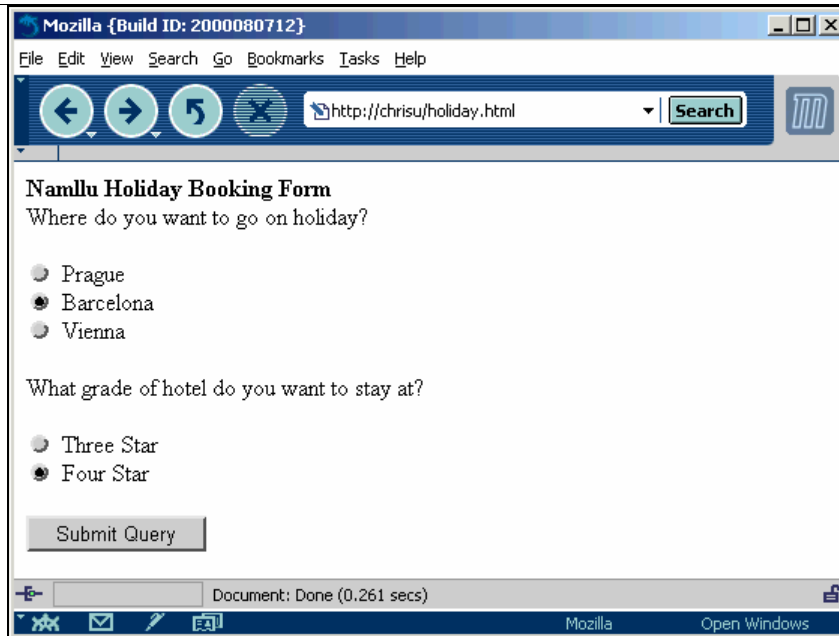 Mozilla {Build ID: 2000080712}
File Edit View Search Go Bookmarks Tasks Help
http://chrisu/holiday.html Search
Namllu Holiday Booking Form
Where do you want to go on holiday?
Prague
Barcelona
Vienna
What grade of hotel do you want to stay at?
Three Star
Four Star
Submit Query
Document: Done (0.261 secs)
Mozilla Open Windows